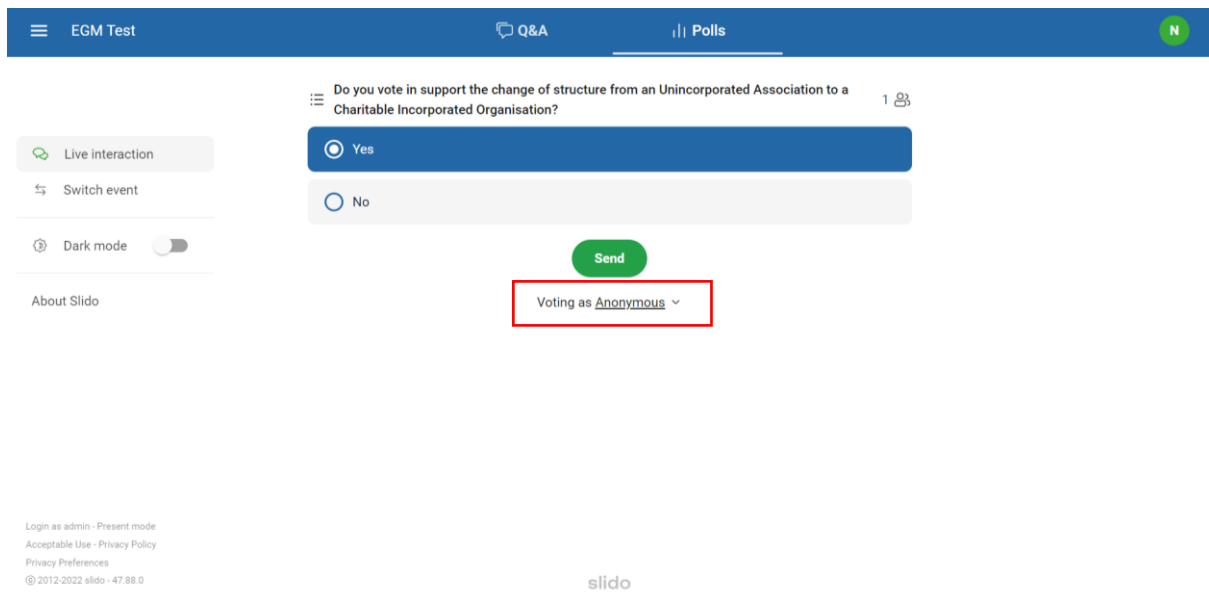 EGM Test
Q&A
Polls
N
Do you vote in support the change of structure from an Unincorporated Association to a
Charitable Incorporated Organisation?
1
Live interaction
Yes
Switch event
No
Dark mode
Send
About Slido
Voting as Anonymous
Login as admin - Present mode
Acceptable Use - Privacy Policy
Privacy Preferences
© 2012-2022 slido - 47.88.0
slido